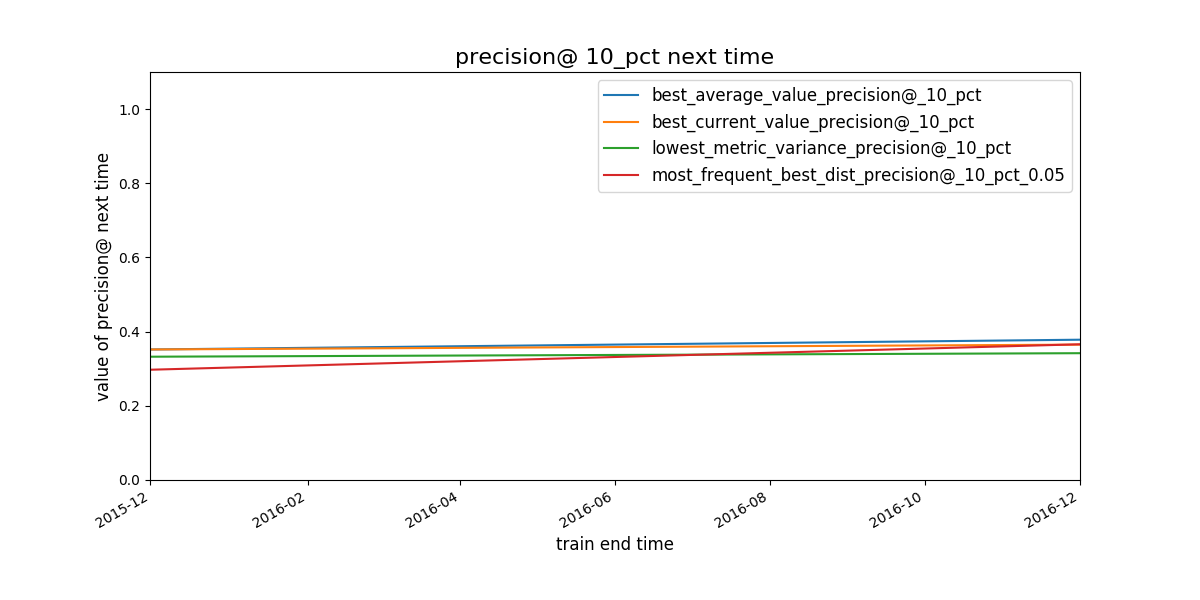 precision@ 10_pct next time
best_average_value_precision@_10_pct
best_current_value_precision@_10_pct
lowest_metric_variance_precision@_10_pct
most_frequent_best_dist_precision@_10_pct_0.05
value of precision@ next time
1.0
0.8
0.6
0.4
0.2
0.0
2015-12
2016-02
2016-04
2016-06
2016-08
2016-10
2016-12
train end time